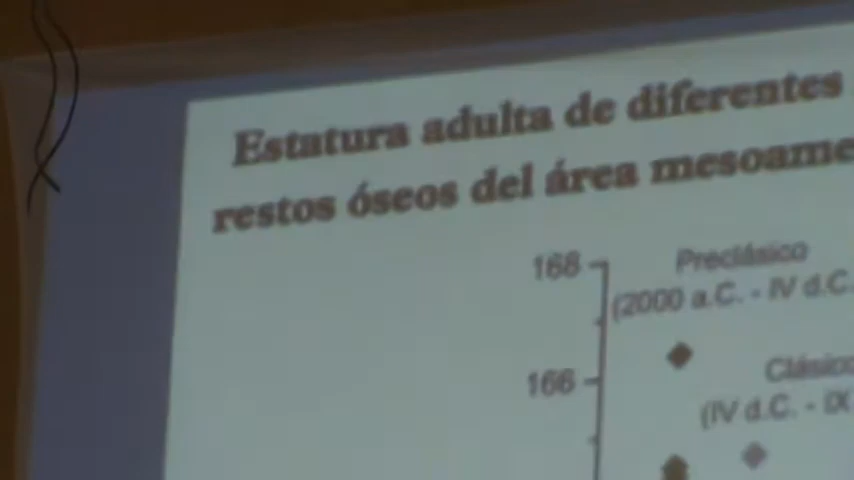 Estatura adulta de diferentes
restos óseos del área mesoame
168
Preclásico
(2000 a.C. - IV d.C.
166
Clásico
(IV d.C. - IX